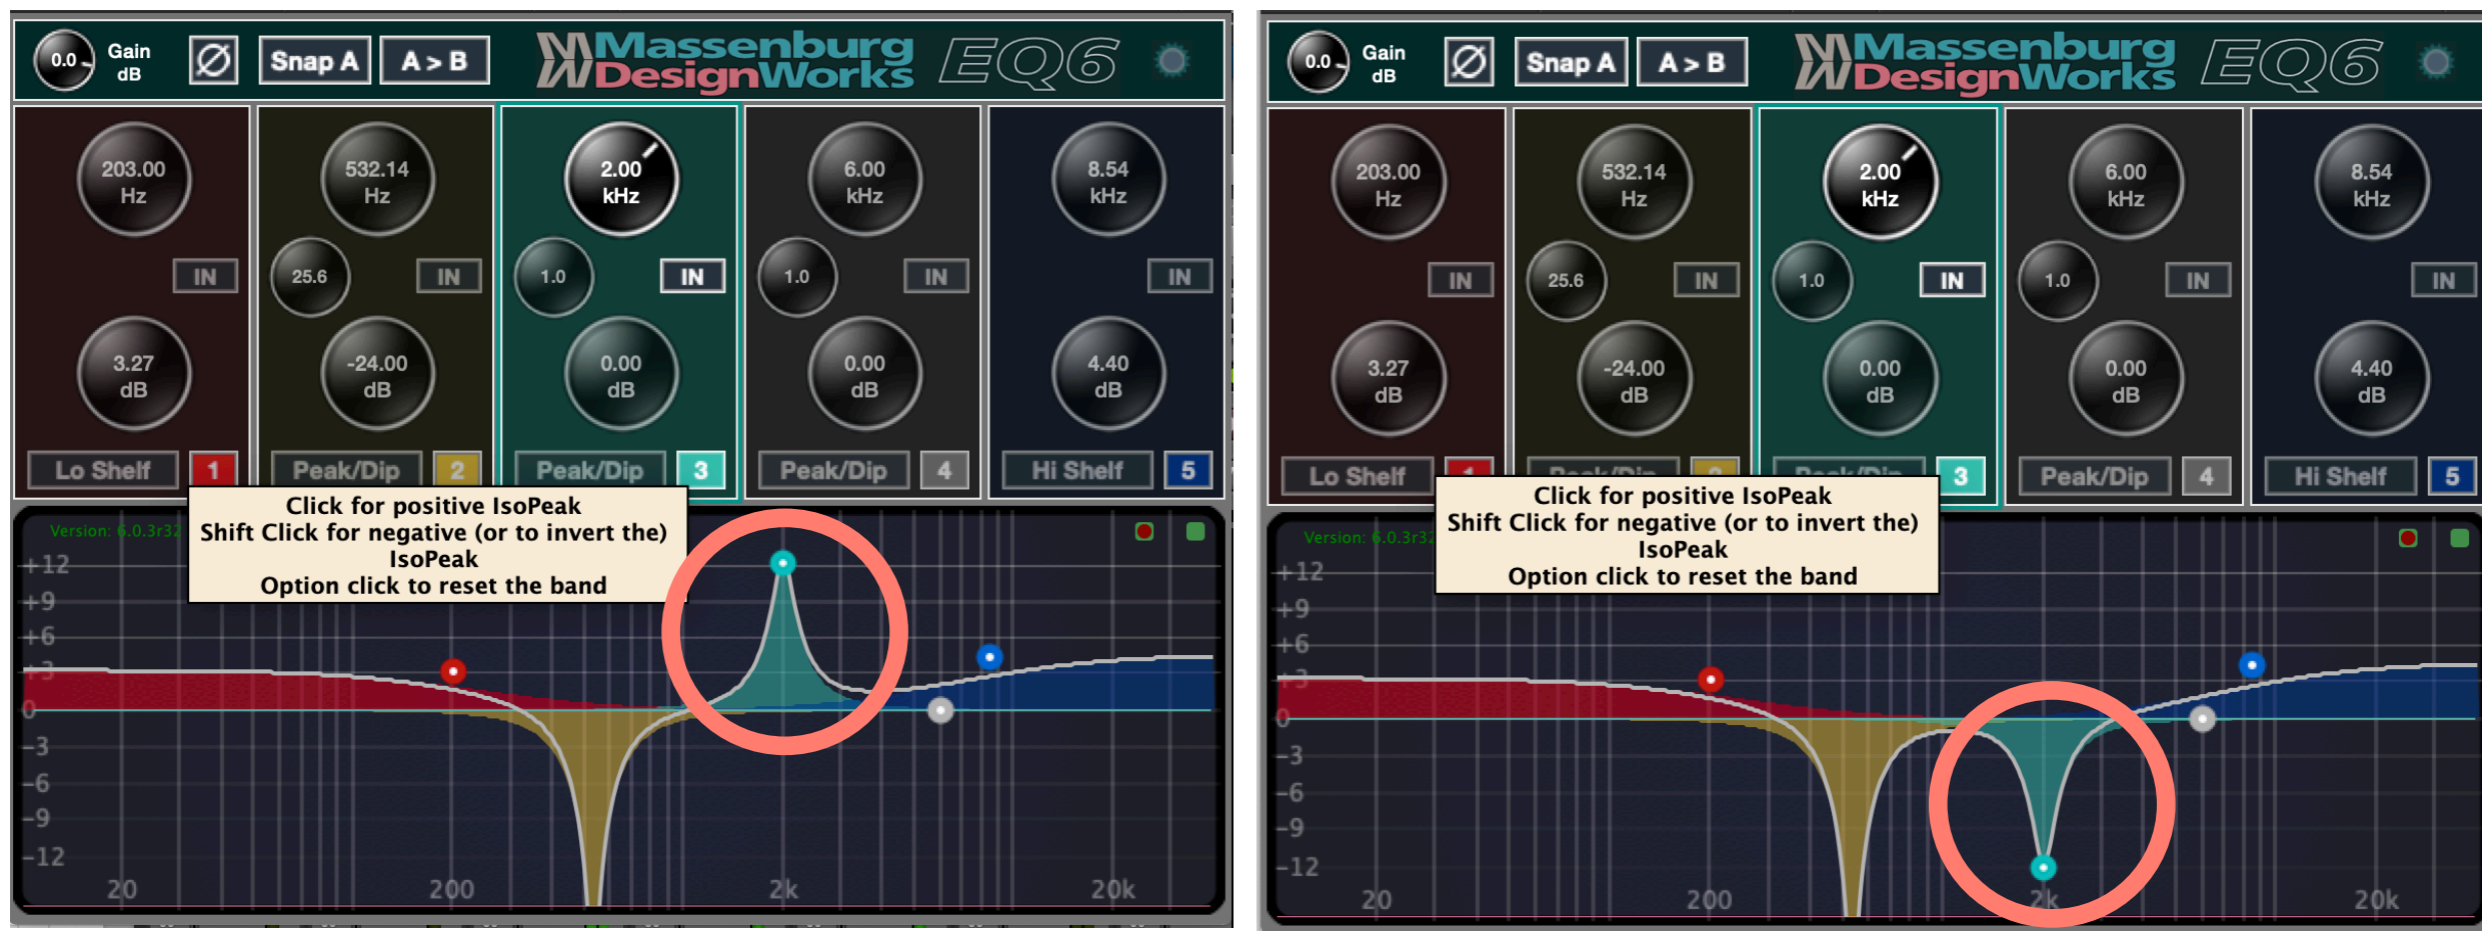 0.0
Gain
dB
Ø
Snap A
A > B
Massenburg
DesignWorks
EQ6
203.00
Hz
532.14
Hz
2.00
kHz
6.00
kHz
8.54
kHz
IN
25.6
IN
1.0
IN
1.0
IN
IN
3.27
dB
-24.00
dB
0.00
dB
0.00
dB
4.40
dB
Lo Shelf 1
Peak/Dip 2
Peak/Dip 3
Peak/Dip 4
Hi Shelf 5
Click for positive IsoPeak
Shift Click for negative (or to invert the)
IsoPeak
Option click to reset the band
Version: 6.0.3r32
+12
+9
+6
+3
0
-3
-6
-9
-12
20
200
2k
20k
0.0
Gain
dB
Ø
Snap A
A > B
Massenburg
DesignWorks
EQ6
203.00
Hz
532.14
Hz
2.00
kHz
6.00
kHz
8.54
kHz
IN
25.6
IN
1.0
IN
1.0
IN
IN
3.27
dB
-24.00
dB
0.00
dB
0.00
dB
4.40
dB
Lo Shelf 1
Peak/Dip 2
Peak/Dip 3
Peak/Dip 4
Hi Shelf 5
Click for positive IsoPeak
Shift Click for negative (or to invert the)
IsoPeak
Option click to reset the band
Version: 6.0.3r32
+12
+9
+6
+3
0
-3
-6
-9
-12
20
200
2k
20k